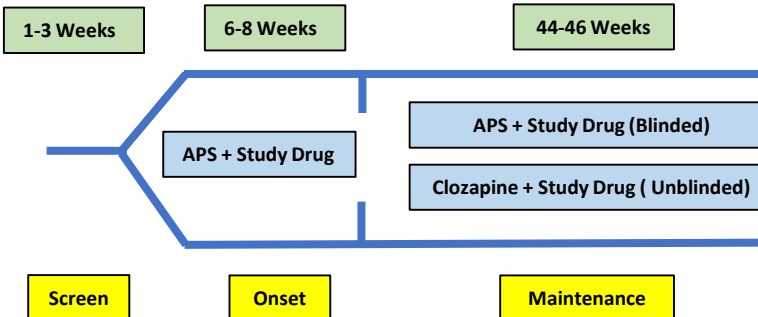 1-3 Weeks
6-8 Weeks
44-46 Weeks
APS + Study Drug
APS + Study Drug (Blinded)
Clozapine + Study Drug ( Unblinded)
Screen
Onset
Maintenance